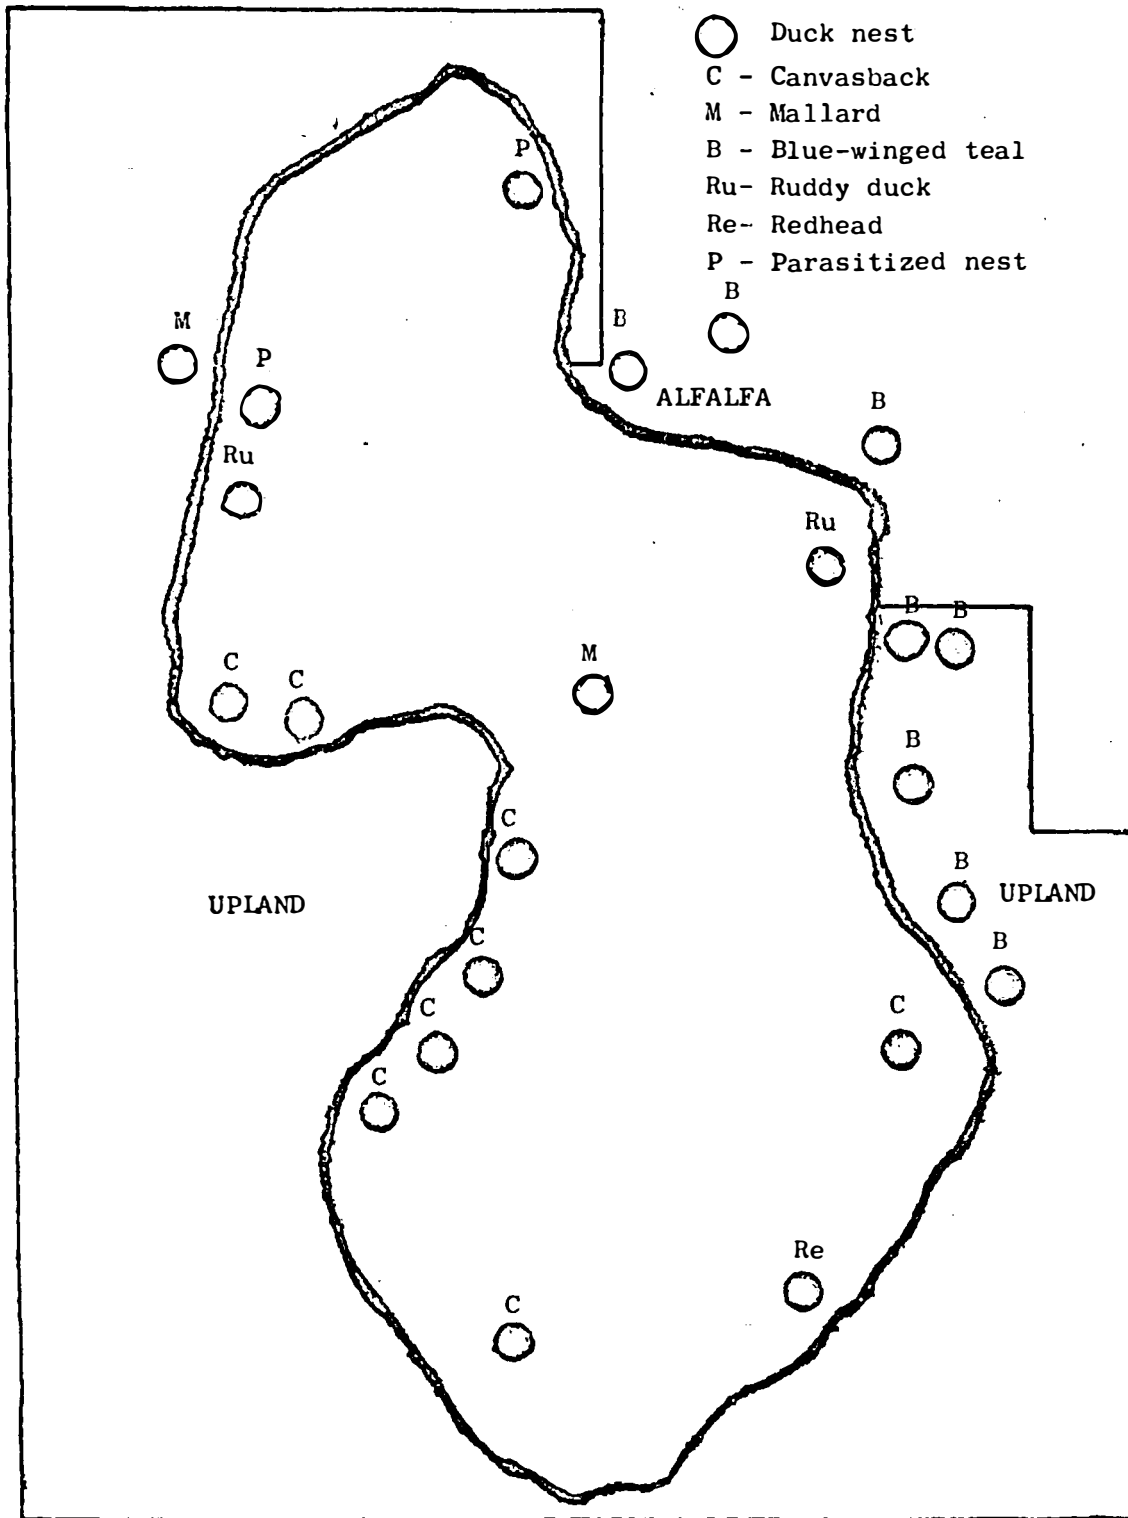 Duck nest
C - Canvasback
M - Mallard
B - Blue-winged teal
Ru- Ruddy duck
Re- Redhead
P - Parasitized nest
P
B
B
M
P
ALFALFA
B
Ru
Ru
B
B
C
C
M
B
C
B
UPLAND
UPLAND
C
B
C
C
C
Re
C